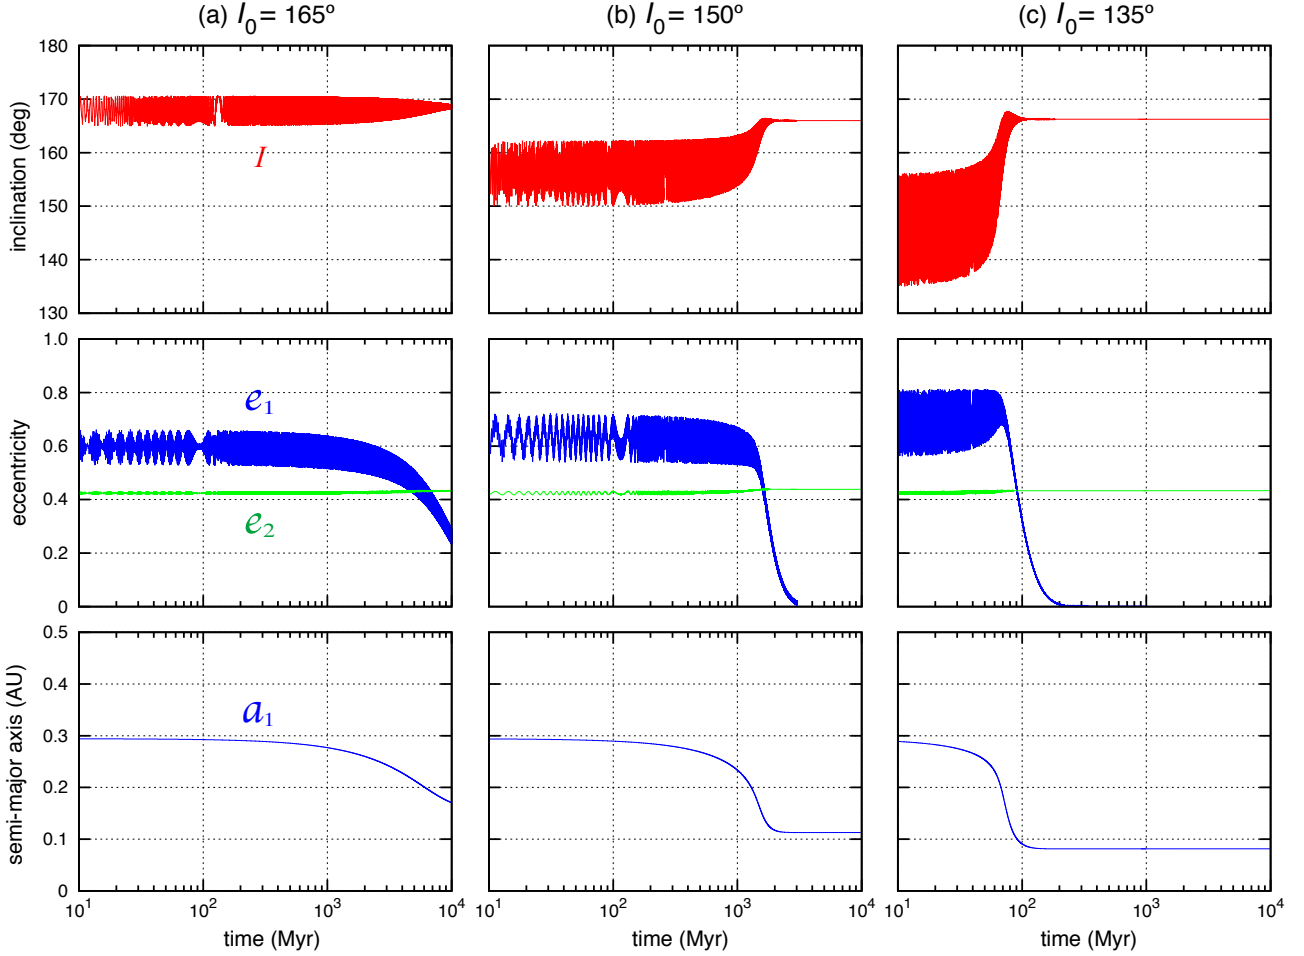 (a) I0 = 165º
(b) I0 = 150º
(c) I0 = 135º
180
170
160
150
140
130
inclination (deg)
I
1.0
0.8
0.6
0.4
0.2
0
eccentricity
e1
e2
0.5
0.4
0.3
0.2
0.1
0
semi-major axis (AU)
a1
10^1 10^2 10^3 10^4
10^1 10^2 10^3 10^4
10^1 10^2 10^3 10^4
time (Myr)
time (Myr)
time (Myr)